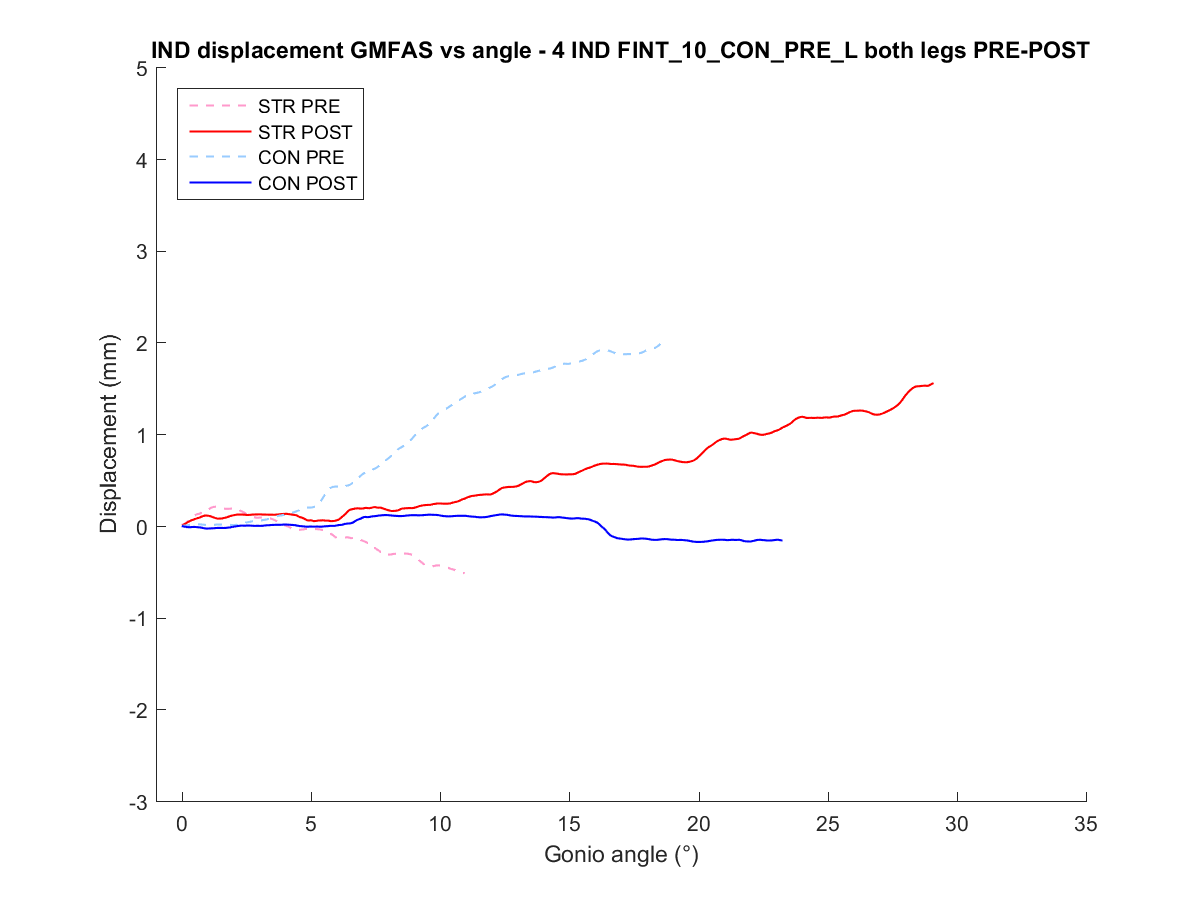 IND displacement GMFAS vs angle - 4 IND FINT_10_CON_PRE_L both legs PRE-POST
5
4
3
2
1
0
-1
-2
-3
STR PRE
STR POST
CON PRE
CON POST
Displacement (mm)
0 5 10 15 20 25 30 35
Gonio angle (°)